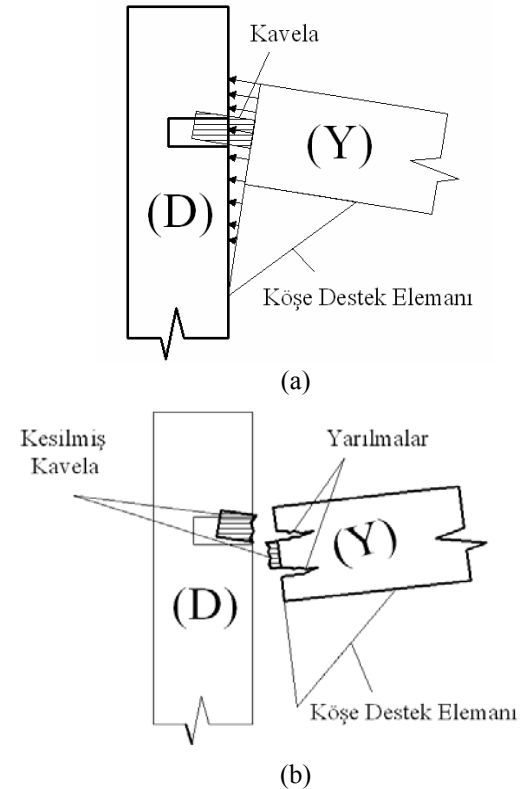 Kavela
(Y)
(D)
Köşe Destek Elemanı
(a)
Kesilmiş
Kavela
Yarılmalar
(Y)
(D)
Köşe Destek Elemanı
(b)